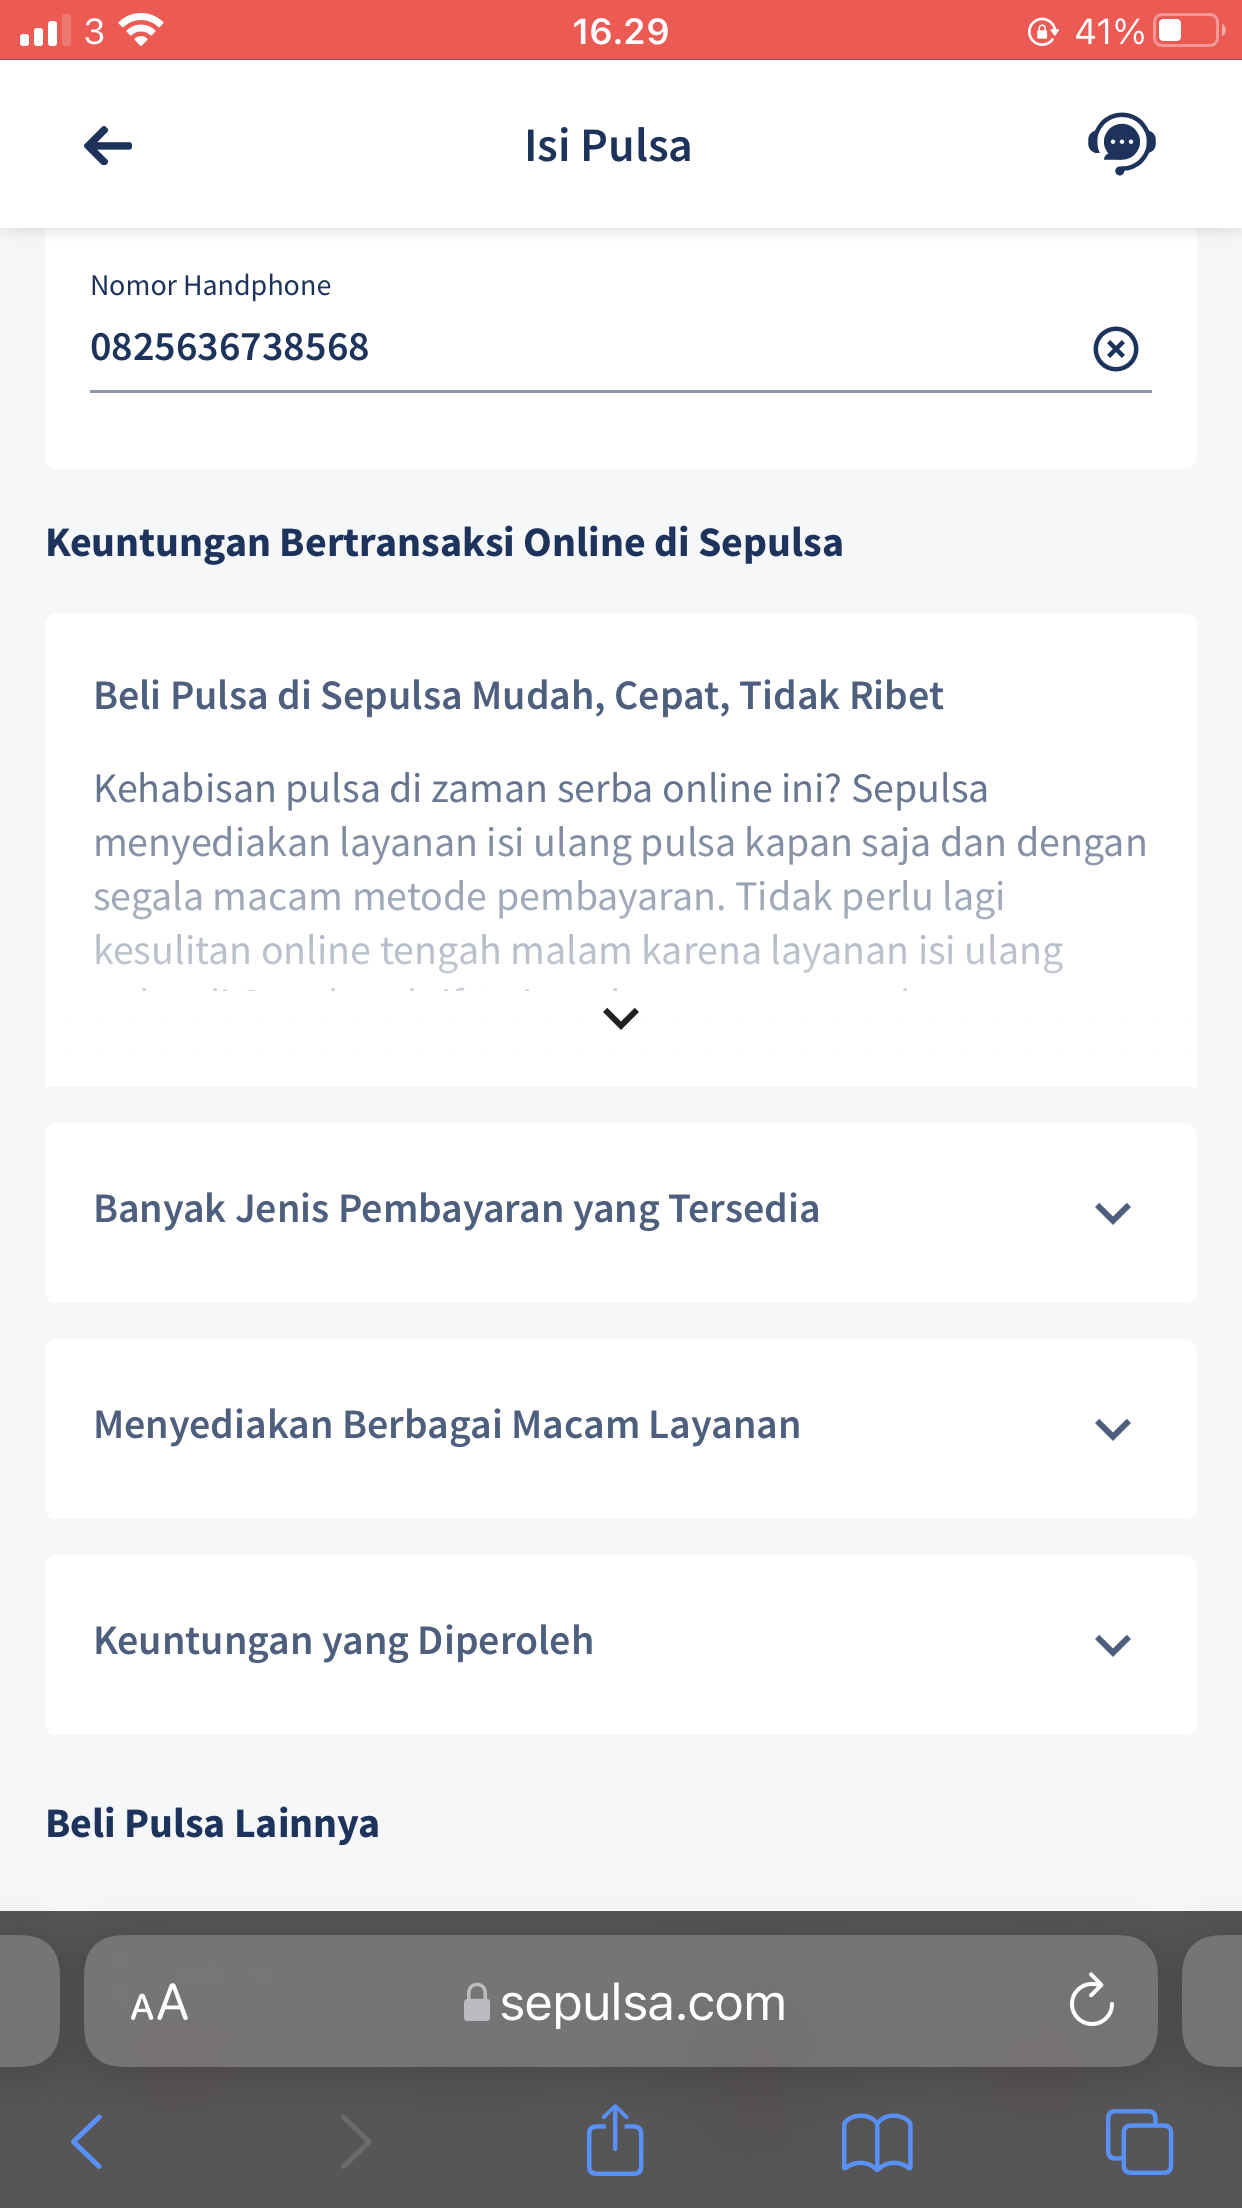 3 16.29 41%
Isi Pulsa
Nomor Handphone
0825636738568
Keuntungan Bertransaksi Online di Sepulsa
Beli Pulsa di Sepulsa Mudah, Cepat, Tidak Ribet
Kehabisan pulsa di zaman serba online ini? Sepulsa
menyediakan layanan isi ulang pulsa kapan saja dan dengan
segala macam metode pembayaran. Tidak perlu lagi
kesulitan online tengah malam karena layanan isi ulang
Banyak Jenis Pembayaran yang Tersedia
Menyediakan Berbagai Macam Layanan
Keuntungan yang Diperoleh
Beli Pulsa Lainnya
AA sepulsa.com